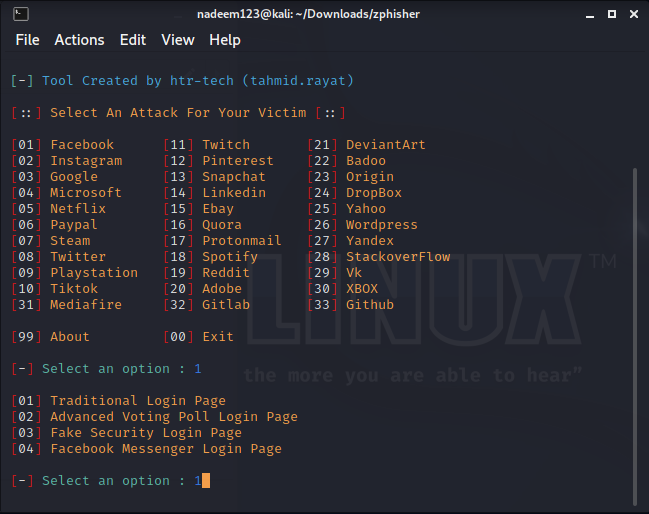 nadeem123@kali: ~/Downloads/zphisher
File Actions Edit View Help
[-] Tool Created by htr-tech (tahmid.rayat)
[::] Select An Attack For Your Victim [::]
[01] Facebook [11] Twitch [21] DeviantArt
[02] Instagram [12] Pinterest [22] Badoo
[03] Google [13] Snapchat [23] Origin
[04] Microsoft [14] Linkedin [24] DropBox
[05] Netflix [15] Ebay [25] Yahoo
[06] Paypal [16] Quora [26] Wordpress
[07] Steam [17] Protonmail [27] Yandex
[08] Twitter [18] Spotify [28] StackoverFlow
[09] Playstation [19] Reddit [29] Vk
[10] Tiktok [20] Adobe [30] XBOX
[31] Mediafire [32] Gitlab [33] Github
LINUX™
[99] About [00] Exit
[-] Select an option : 1
the more you are able to hear”
[01] Traditional Login Page
[02] Advanced Voting Poll Login Page
[03] Fake Security Login Page
[04] Facebook Messenger Login Page
[-] Select an option : 1